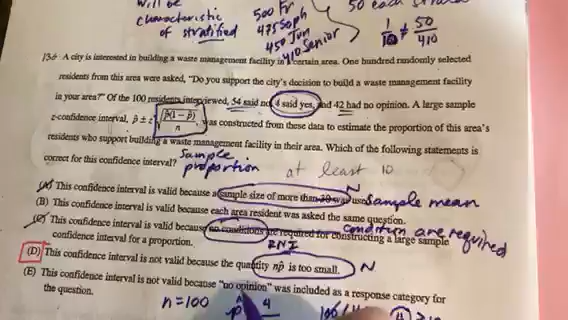 will be
characteristic
of stratified
500 Fr
475 Soph
450 Jun
410 Senior
50 each
1/10 ≠ 50/410
A city is interested in building a waste management facility in a certain area. One hundred randomly selected
residents from this area were asked, "Do you support the city's decision to build a waste management facility
in your area?" Of the 100 residents interviewed, 54 said no, 4 said yes, and 42 had no opinion. A large sample
z-confidence interval, p̂ ± z √(p̂(1 − p̂)/n), was constructed from these data to estimate the proportion of this area's
residents who support building a waste management facility in their area. Which of the following statements is
correct for this confidence interval?
Sample proportion
at least 10
(A) This confidence interval is valid because a sample size of more than 30 was used.
N
Sample mean
(B) This confidence interval is valid because each area resident was asked the same question.
(C) This confidence interval is valid because no conditions are required for constructing a large sample
confidence interval for a proportion.
condition are required
RNI
(D) This confidence interval is not valid because the quantity np̂ is too small.
N
(E) This confidence interval is not valid because "no opinion" was included as a response category for
the question.
n=100
p̂
4